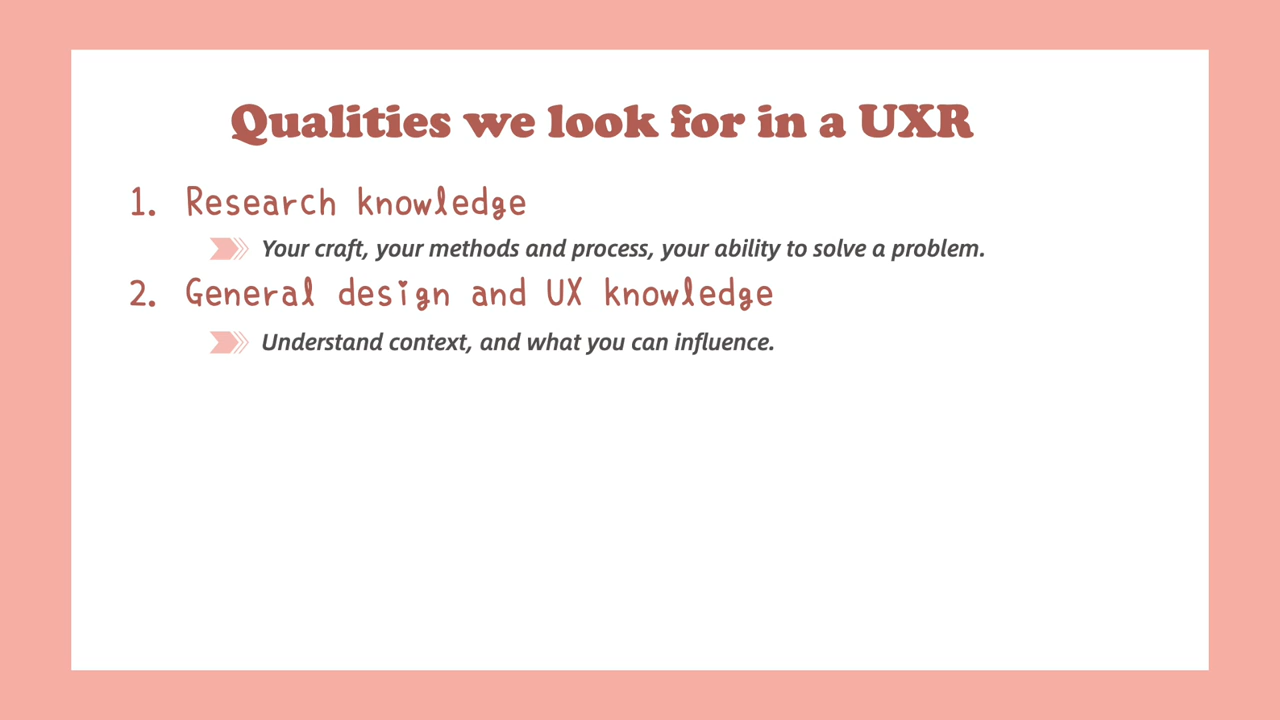 Qualities we look for in a UXR
1. Research knowledge
Your craft, your methods and process, your ability to solve a problem.
2. General design and UX knowledge
Understand context, and what you can influence.